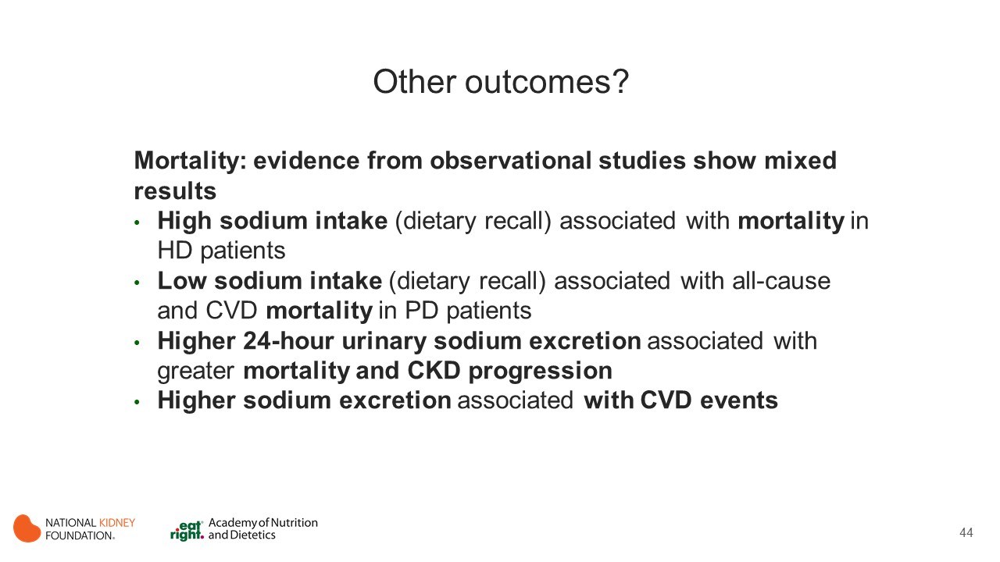 Other outcomes?
Mortality: evidence from observational studies show mixed
results
• High sodium intake (dietary recall) associated with mortality in
HD patients
• Low sodium intake (dietary recall) associated with all-cause
and CVD mortality in PD patients
• Higher 24-hour urinary sodium excretion associated with
greater mortality and CKD progression
• Higher sodium excretion associated with CVD events
NATIONAL KIDNEY
FOUNDATION®
eat
right.
Academy of Nutrition
and Dietetics
44